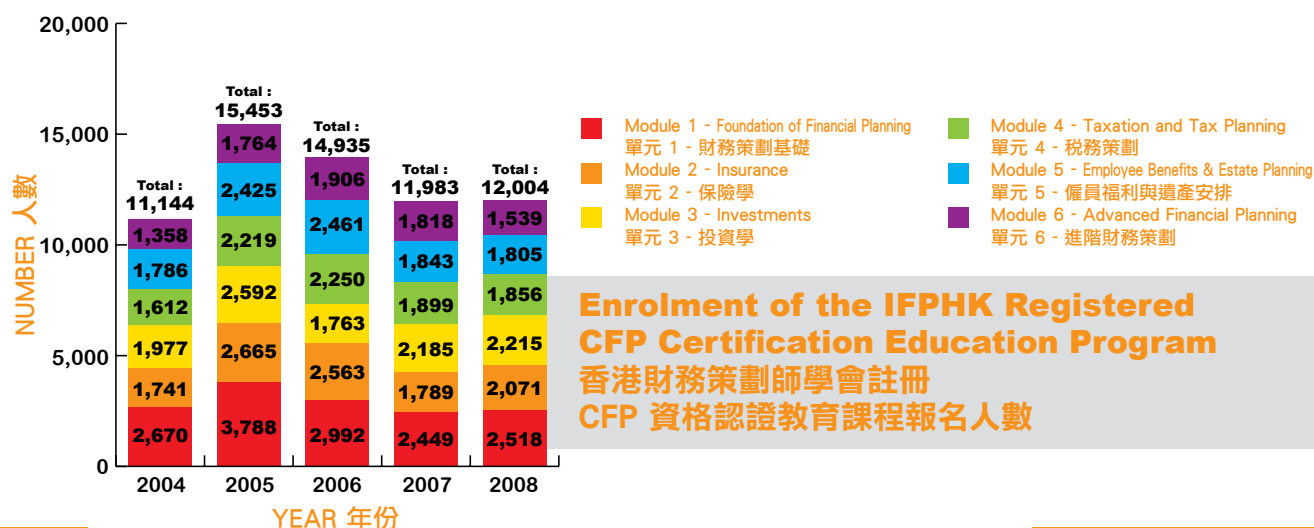 20,000
15,000
10,000
5,000
0
NUMBER 人數
Total :
11,144
1,358
1,786
1,612
1,977
1,741
2,670
2004
Total :
15,453
1,764
2,425
2,219
2,592
2,665
3,788
2005
Total :
14,935
1,906
2,461
2,250
1,763
2,563
2,992
2006
Total :
11,983
1,818
1,843
1,899
2,185
1,789
2,449
2007
Total :
12,004
1,539
1,805
1,856
2,215
2,071
2,518
2008
YEAR 年份
Module 1 - Foundation of Financial Planning
單元 1 - 財務策劃基礎
Module 2 - Insurance
單元 2 - 保險學
Module 3 - Investments
單元 3 - 投資學
Module 4 - Taxation and Tax Planning
單元 4 - 税務策劃
Module 5 - Employee Benefits & Estate Planning
單元 5 - 僱員福利與遺產安排
Module 6 - Advanced Financial Planning
單元 6 - 進階財務策劃
Enrolment of the IFPHK Registered
CFP Certification Education Program
香港財務策劃師學會註冊
CFP 資格認證教育課程報名人數